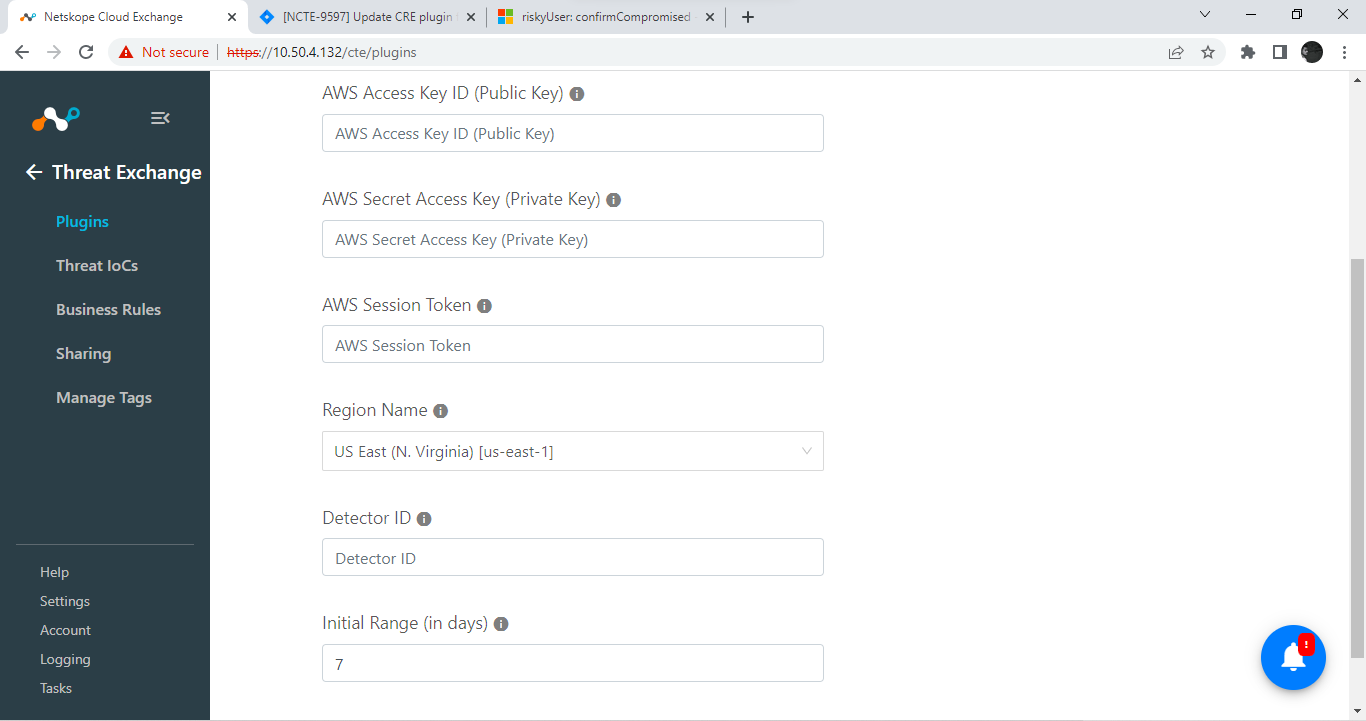 Netskope Cloud Exchange
[NCTE-9597] Update CRE plugin
riskyUser: confirmCompromised
Not secure
https://10.50.4.132/cte/plugins
Threat Exchange
Plugins
Threat IoCs
Business Rules
Sharing
Manage Tags
Help
Settings
Account
Logging
Tasks
AWS Access Key ID (Public Key)
AWS Access Key ID (Public Key)
AWS Secret Access Key (Private Key)
AWS Secret Access Key (Private Key)
AWS Session Token
AWS Session Token
Region Name
US East (N. Virginia) [us-east-1]
Detector ID
Detector ID
Initial Range (in days)
7